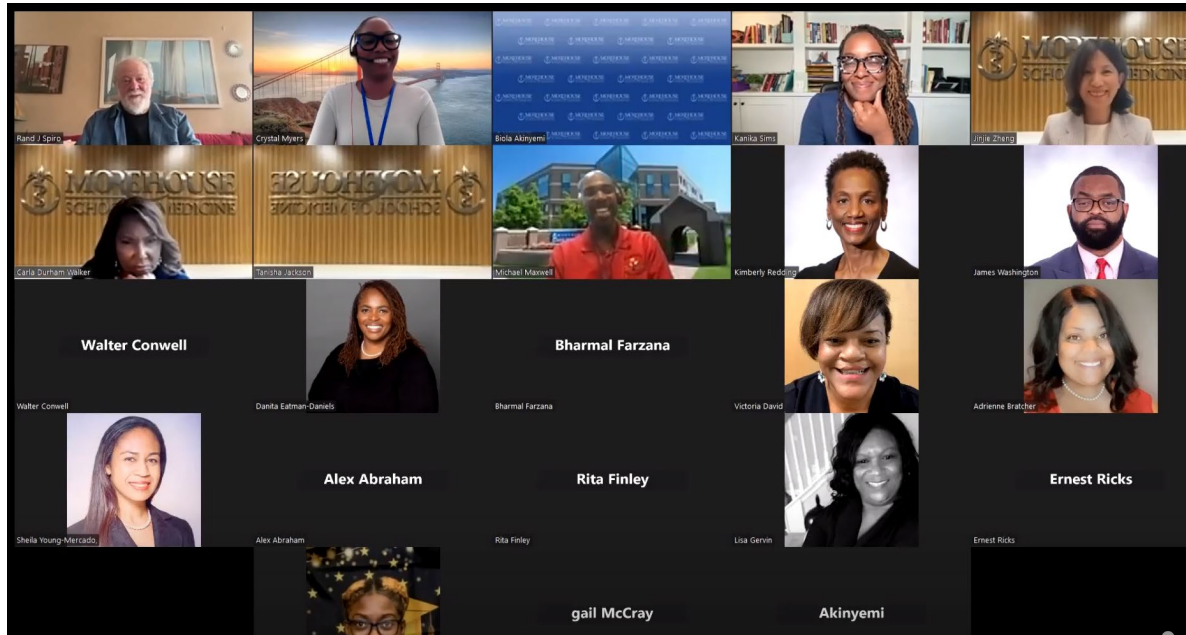 MOREHOUSE
SCHOOL MEDICINE
Rand J Spiro
Crystal Myers
Biola Akinyemi
Kanika Sims
Jinjie Zheng
MOREHOUSE
SCHOOL MEDICINE
MOREHOUSE
Carla Durham Walker
Tanisha Jackson
Michael Maxwell
Kimberly Redding
James Washington
Walter Conwell
Bharmal Farzana
Walter Conwell
Danita Eatman-Daniels
Bharmal Farzana
Victoria David
Adrienne Bratcher
Alex Abraham
Rita Finley
Ernest Ricks
Sheila Young-Mercado,
Alex Abraham
Rita Finley
Lisa Gervin
Ernest Ricks
gail McCray
Akinyemi